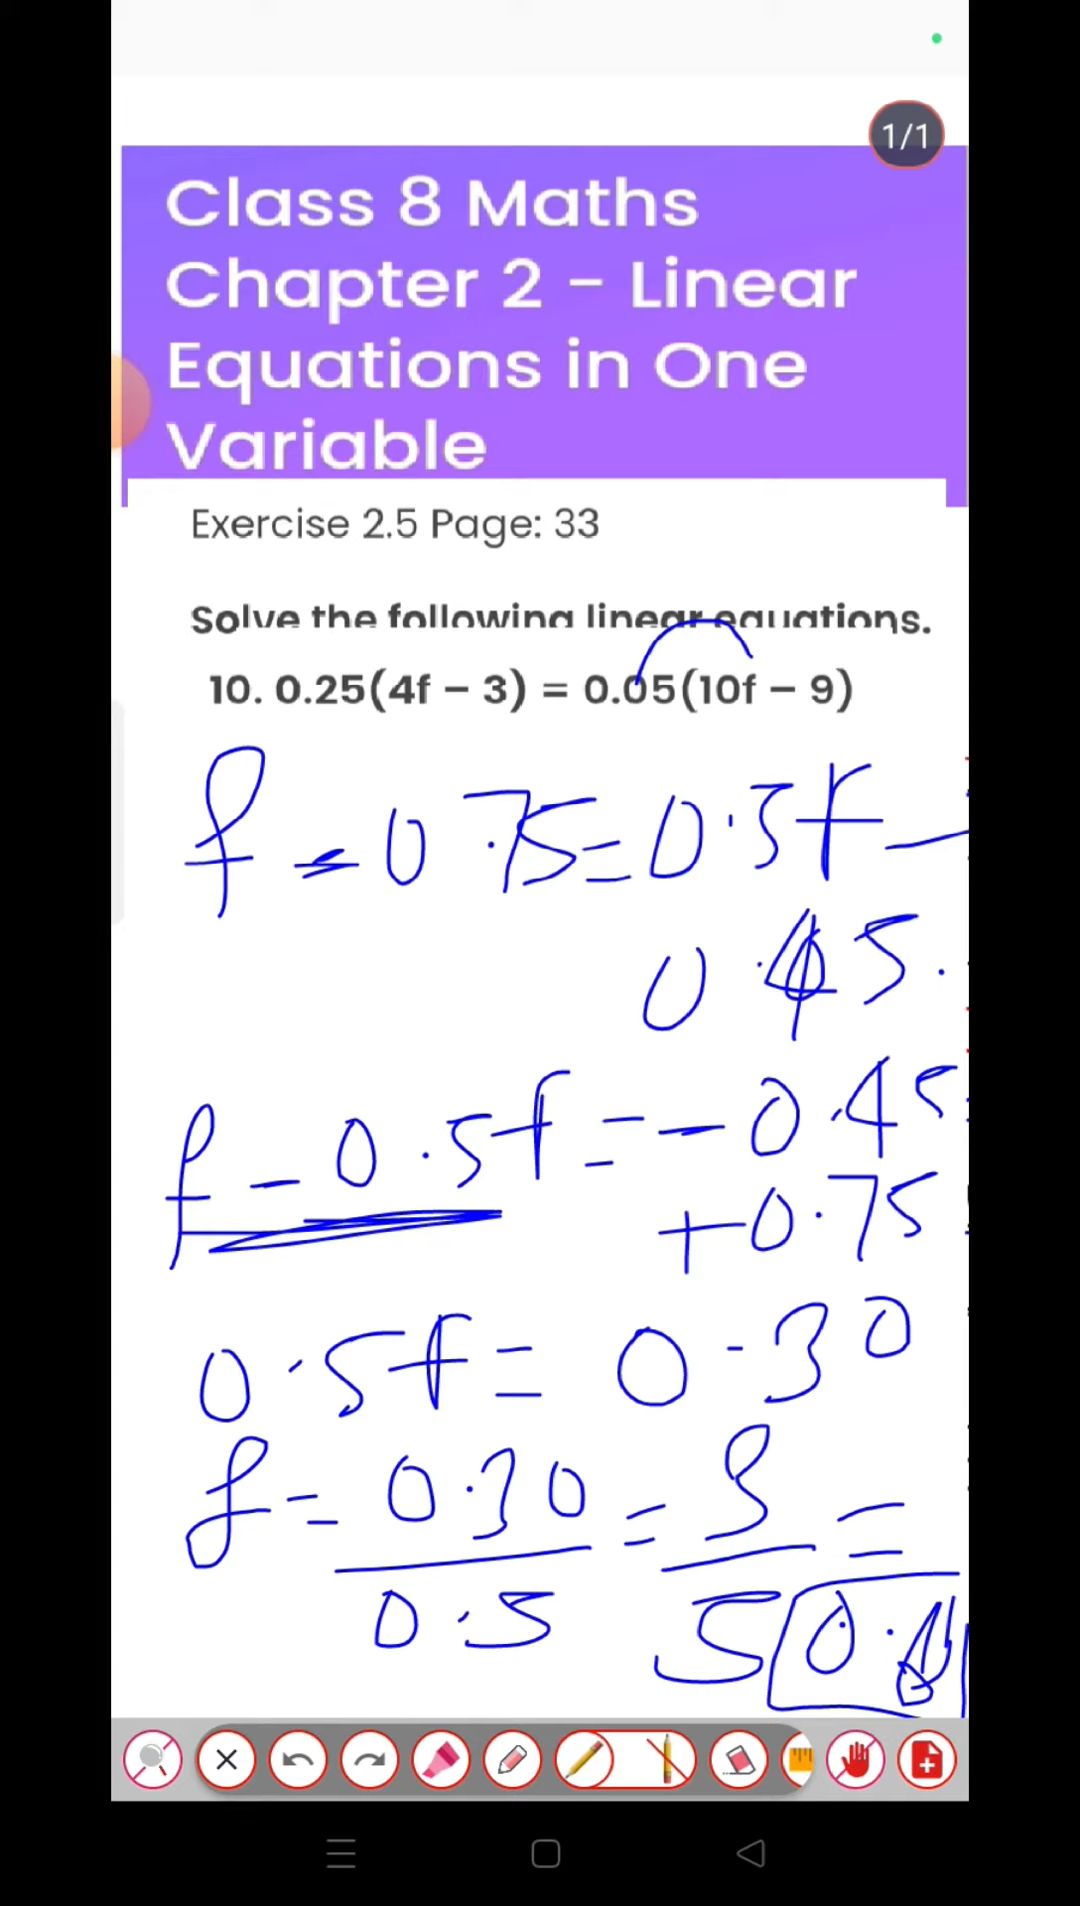 1/1
Class 8 Maths
Chapter 2 - Linear
Equations in One
Variable
Exercise 2.5 Page: 33
Solve the following linear equations.
10. 0.25(4f – 3) = 0.05(10f – 9)
f - 0.75 = 0.5f -
0.45
f - 0.5f = - 0.45
+ 0.75
0.5f = 0.30
f = 0.30 / 0.5 = 3 / 5 =